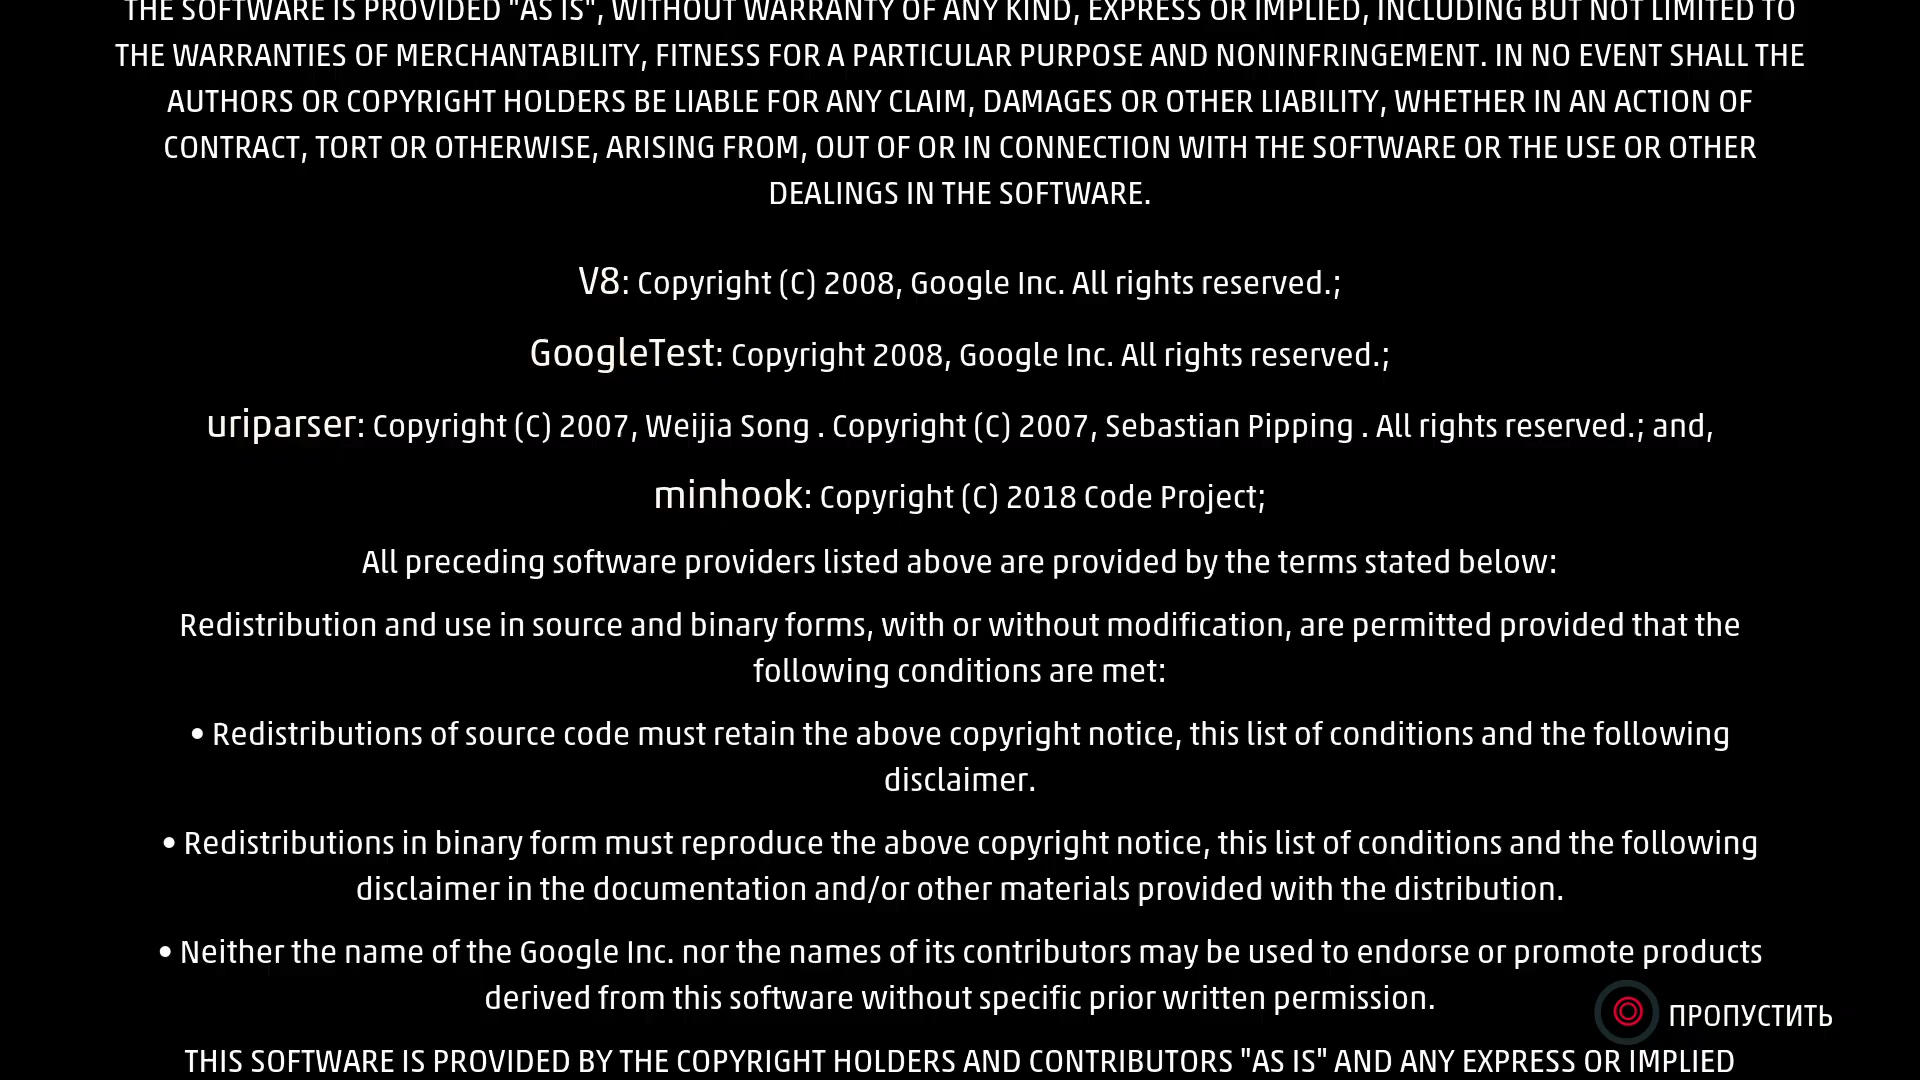 THE SOFTWARE IS PROVIDED "AS IS", WITHOUT WARRANTY OF ANY KIND, EXPRESS OR IMPLIED, INCLUDING BUT NOT LIMITED TO
THE WARRANTIES OF MERCHANTABILITY, FITNESS FOR A PARTICULAR PURPOSE AND NONINFRINGEMENT. IN NO EVENT SHALL THE
AUTHORS OR COPYRIGHT HOLDERS BE LIABLE FOR ANY CLAIM, DAMAGES OR OTHER LIABILITY, WHETHER IN AN ACTION OF
CONTRACT, TORT OR OTHERWISE, ARISING FROM, OUT OF OR IN CONNECTION WITH THE SOFTWARE OR THE USE OR OTHER
DEALINGS IN THE SOFTWARE.
V8: Copyright (C) 2008, Google Inc. All rights reserved.;
GoogleTest: Copyright 2008, Google Inc. All rights reserved.;
uriparser: Copyright (C) 2007, Weijia Song . Copyright (C) 2007, Sebastian Pipping . All rights reserved.; and,
minhook: Copyright (C) 2018 Code Project;
All preceding software providers listed above are provided by the terms stated below:
Redistribution and use in source and binary forms, with or without modification, are permitted provided that the
following conditions are met:
• Redistributions of source code must retain the above copyright notice, this list of conditions and the following
disclaimer.
• Redistributions in binary form must reproduce the above copyright notice, this list of conditions and the following
disclaimer in the documentation and/or other materials provided with the distribution.
• Neither the name of the Google Inc. nor the names of its contributors may be used to endorse or promote products
derived from this software without specific prior written permission.
ПРОПУСТИТЬ
THIS SOFTWARE IS PROVIDED BY THE COPYRIGHT HOLDERS AND CONTRIBUTORS "AS IS" AND ANY EXPRESS OR IMPLIED